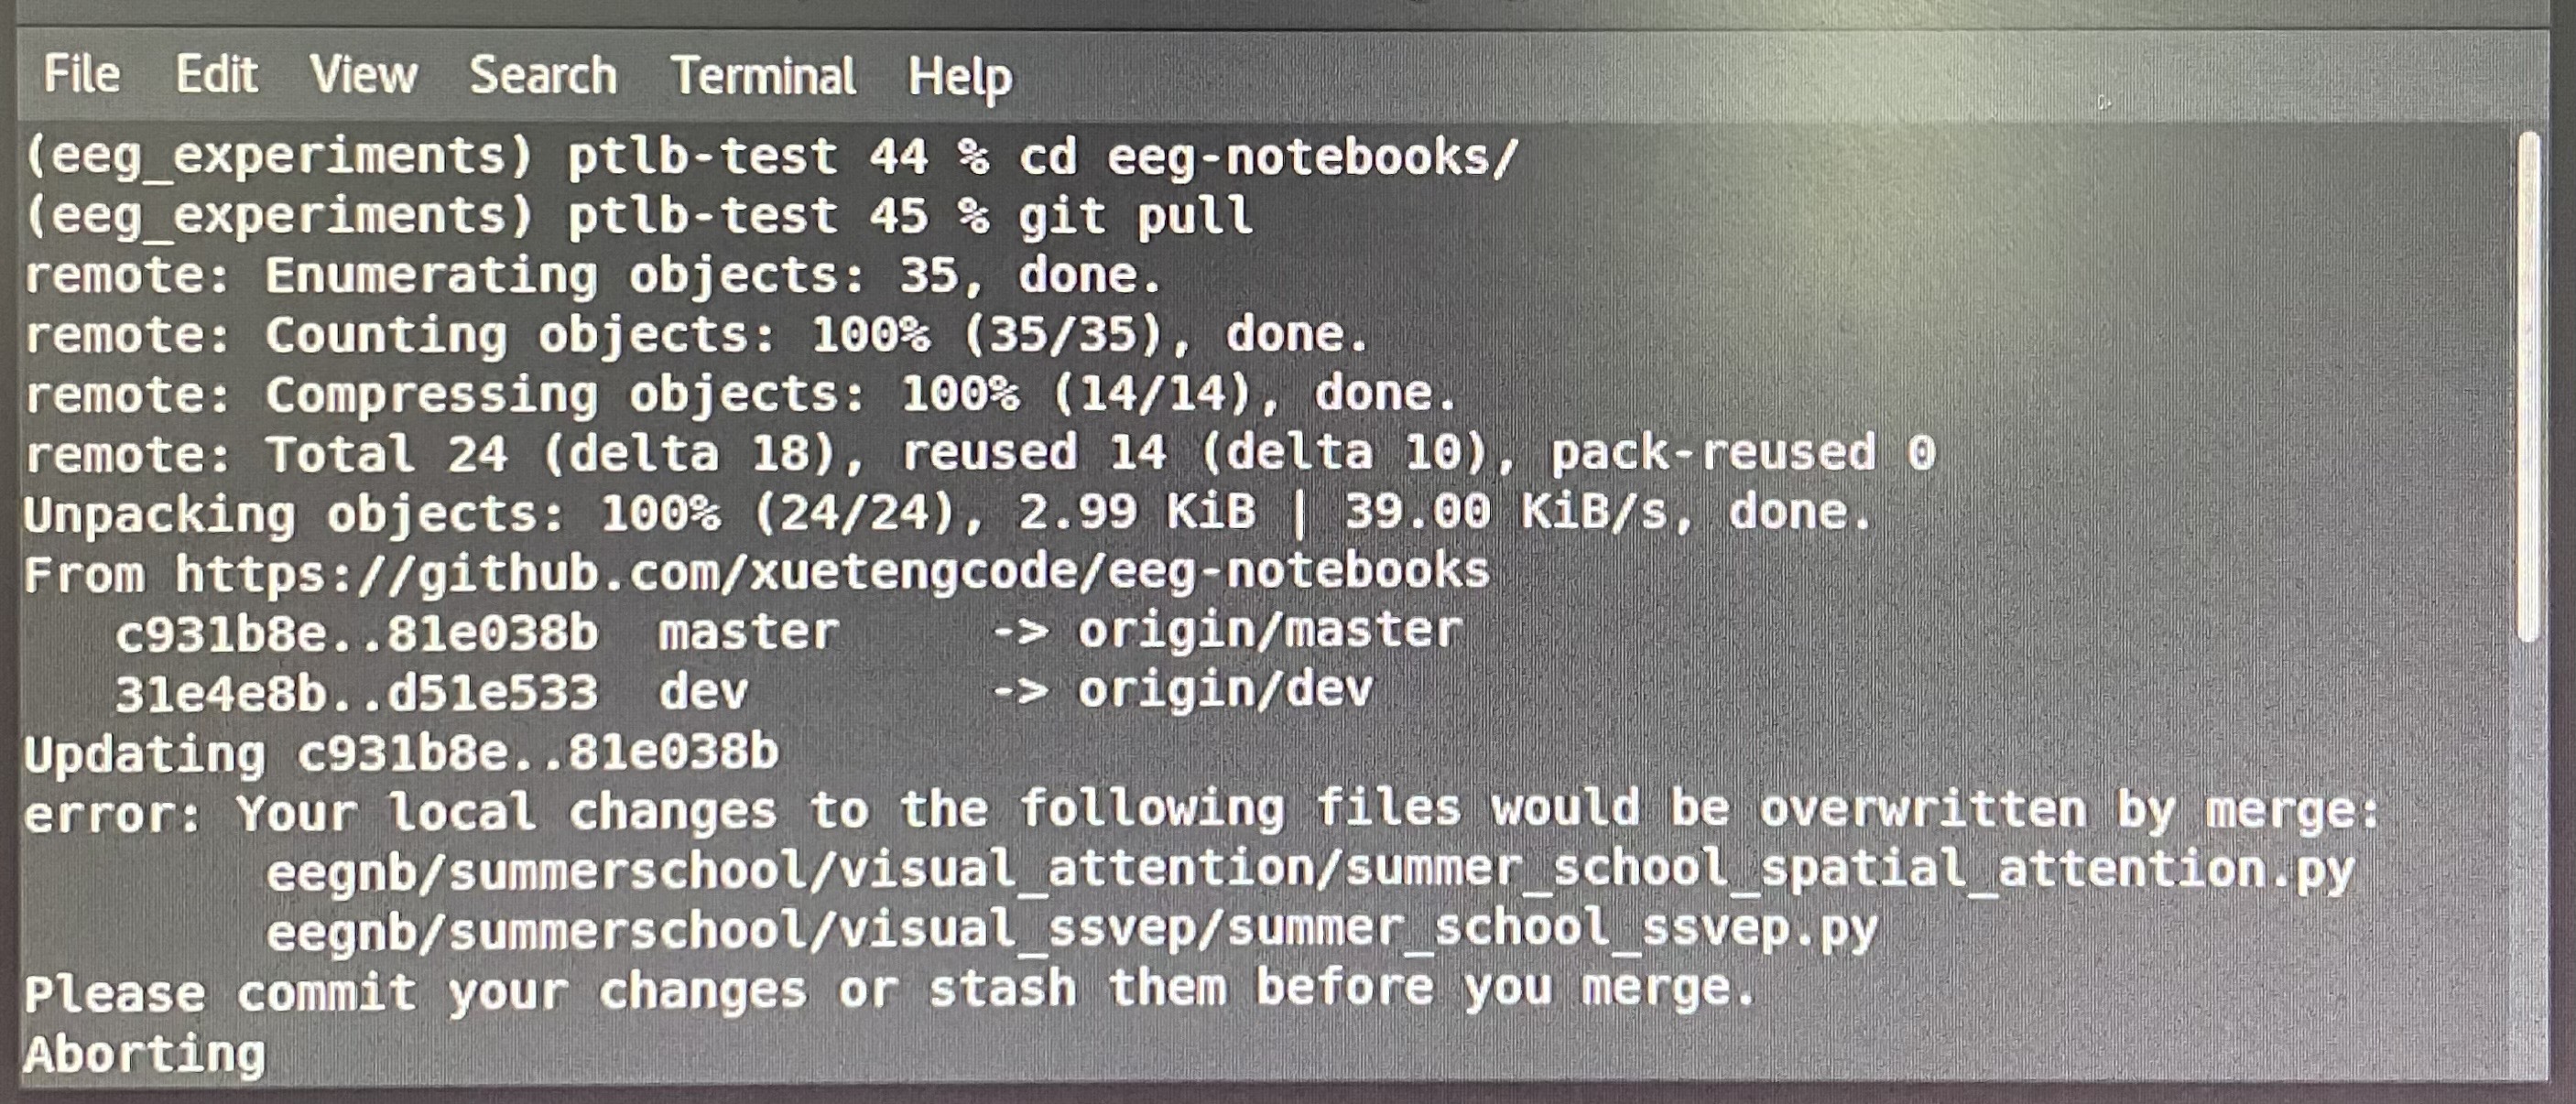 File Edit View Search Terminal Help
(eeg_experiments) ptlb-test 44 % cd eeg-notebooks/
(eeg_experiments) ptlb-test 45 % git pull
remote: Enumerating objects: 35, done.
remote: Counting objects: 100% (35/35), done.
remote: Compressing objects: 100% (14/14), done.
remote: Total 24 (delta 18), reused 14 (delta 10), pack-reused 0
Unpacking objects: 100% (24/24), 2.99 KiB | 39.00 KiB/s, done.
From https://github.com/xuetengcode/eeg-notebooks
   c931b8e..81e038b  master     -> origin/master
   31e4e8b..d51e533  dev        -> origin/dev
Updating c931b8e..81e038b
error: Your local changes to the following files would be overwritten by merge:
        eegnb/summerschool/visual_attention/summer_school_spatial_attention.py
        eegnb/summerschool/visual_ssvep/summer_school_ssvep.py
Please commit your changes or stash them before you merge.
Aborting